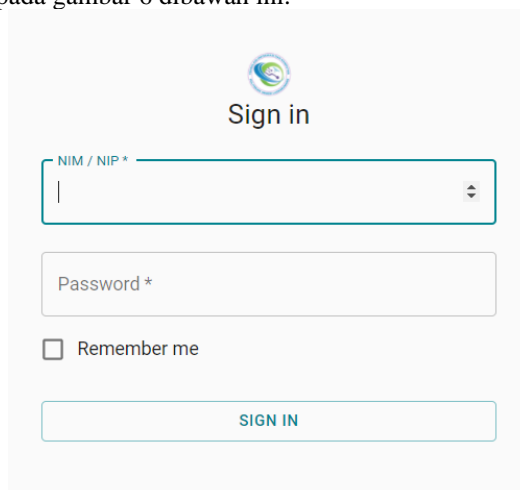 pada gambar 6 dibawah ini.
Sign in
NIM / NIP *
Password *
Remember me
SIGN IN